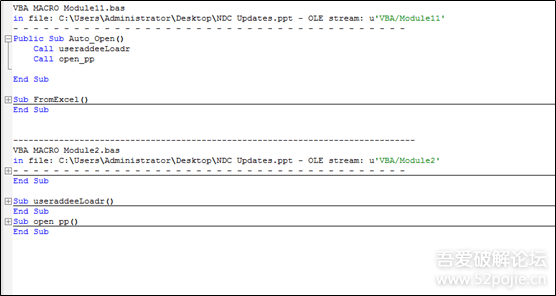 VBA MACRO Module11.bas
in file: C:\Users\Administrator\Desktop\NDC Updates.ppt - OLE stream: u'VBA/Module11'
- - - - - - - - - - - - - - - - - - - - - - - - - - - - - - - - - - - - - - -
Public Sub Auto_Open()
Call useraddeeLoadr
Call open_pp
End Sub
Sub FromExcel()
End Sub
-------------------------------------------------------------------------------
VBA MACRO Module2.bas
in file: C:\Users\Administrator\Desktop\NDC Updates.ppt - OLE stream: u'VBA/Module2'
- - - - - - - - - - - - - - - - - - - - - - - - - - - - - - - - - - - - - - -
End Sub
Sub useraddeeLoadr()
End Sub
Sub open_pp()
End Sub
吾爱破解论坛
www.52pojie.cn